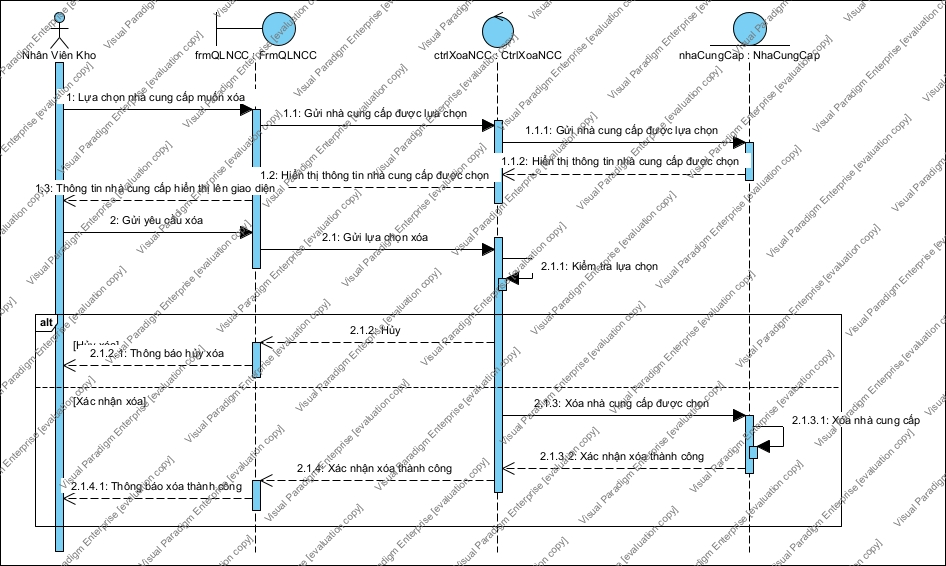 Nhân Viên Kho
frmQLNCC : FrmQLNCC
ctrlXoaNCC : CtrlXoaNCC
nhaCungCap : NhaCungCap
1: Lựa chọn nhà cung cấp muốn xóa
1.1: Gửi nhà cung cấp được lựa chọn
1.1.1: Gửi nhà cung cấp được lựa chọn
1.1.2: Hiển thị thông tin nhà cung cấp được chọn
1.2: Hiển thị thông tin nhà cung cấp được chọn
1.3: Thông tin nhà cung cấp hiển thị lên giao diện
2: Gửi yêu cầu xóa
2.1: Gửi lựa chọn xóa
2.1.1: Kiểm tra lựa chọn
alt
2.1.2: Hủy
[Hủy xóa]
2.1.2.1: Thông báo hủy xóa
[Xác nhận xóa]
2.1.3: Xóa nhà cung cấp được chọn
2.1.3.1: Xóa nhà cung cấp
2.1.3.2: Xác nhận xóa thành công
2.1.4: Xác nhận xóa thành công
2.1.4.1: Thông báo xóa thành công
Visual Paradigm Enterprise [evaluation copy]